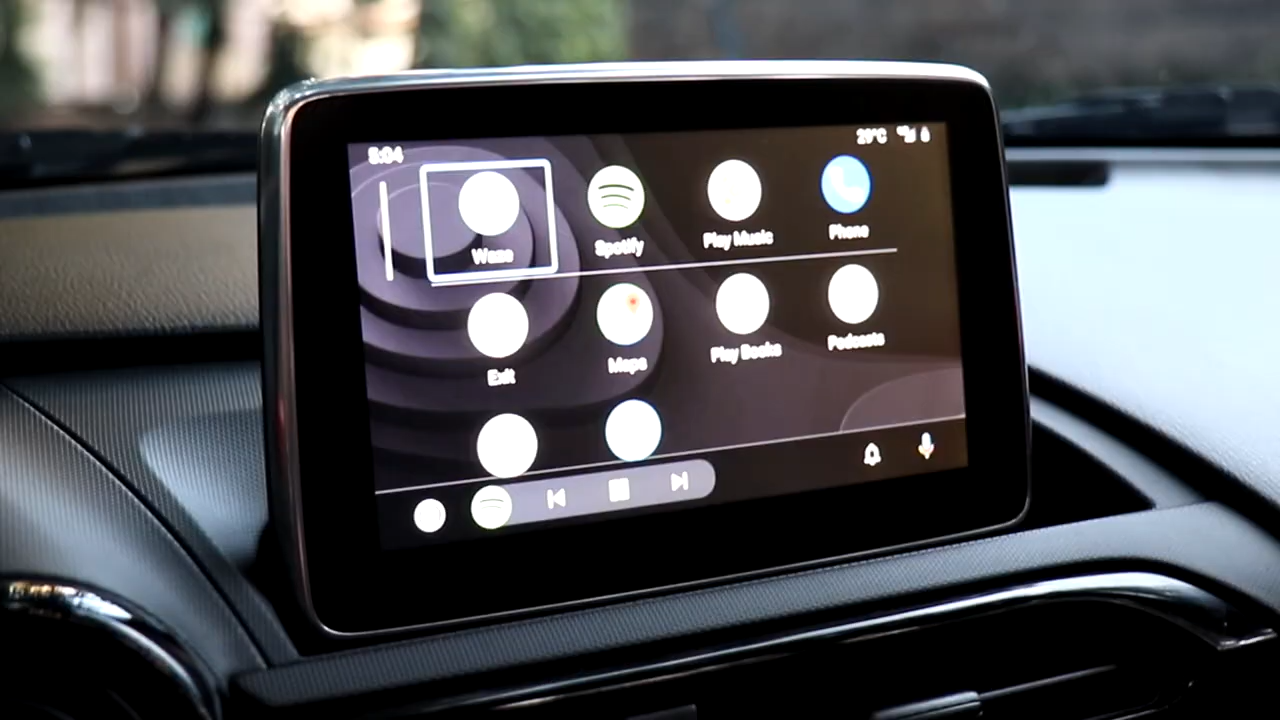 5:04
29°C
Waze
Spotify
Play Music
Phone
Exit
Maps
Play Books
Podcasts